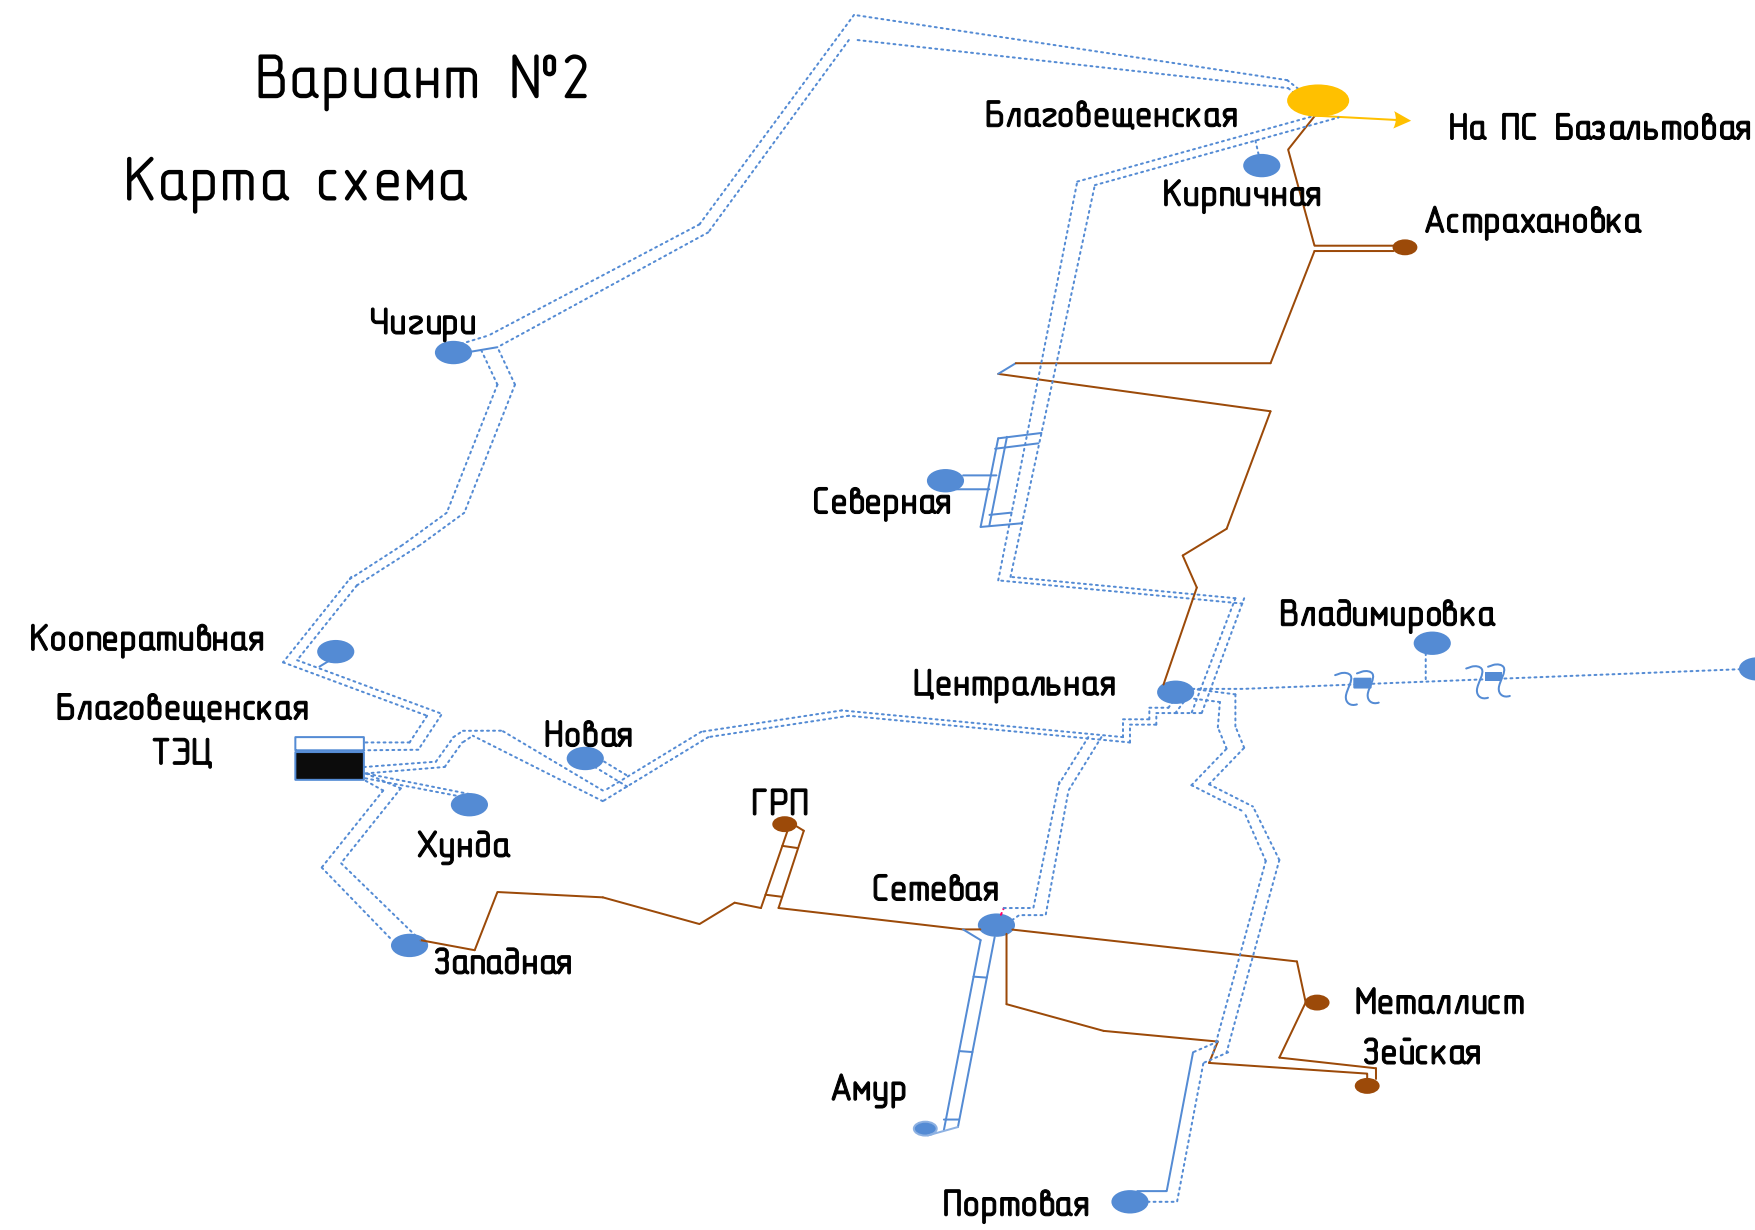 Вариант №2
Карта схема
Благовещенская
На ПС Базальтовая
Кирпичная
Астрахановка
Чигири
Северная
Владимировка
Кооперативная
Центральная
Благовещенская
ТЭЦ
Новая
ГРП
Хунда
Сетевая
Западная
Металлист
Зейская
Амур
Портовая